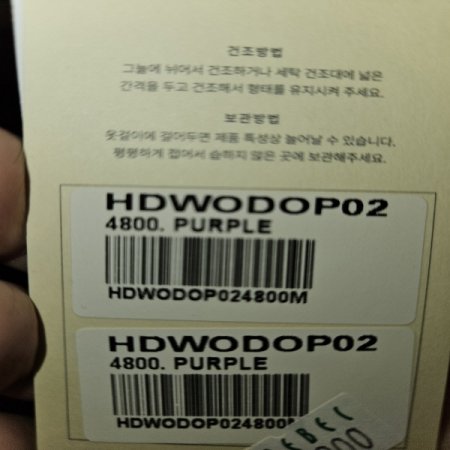 건조방법
그늘에 뉘어서 건조하거나 세탁 건조대에 넓은
간격을 두고 건조해서 형태를 유지시켜 주세요.
보관방법
옷걸이에 걸어두면 제품 특성상 늘어날 수 있습니다.
평평하게 접어서 습하지 않은 곳에 보관해주세요.
HDWODOP02
4800. PURPLE
HDWODOP024800M
HDWODOP02
4800. PURPLE
HDWODOP024800